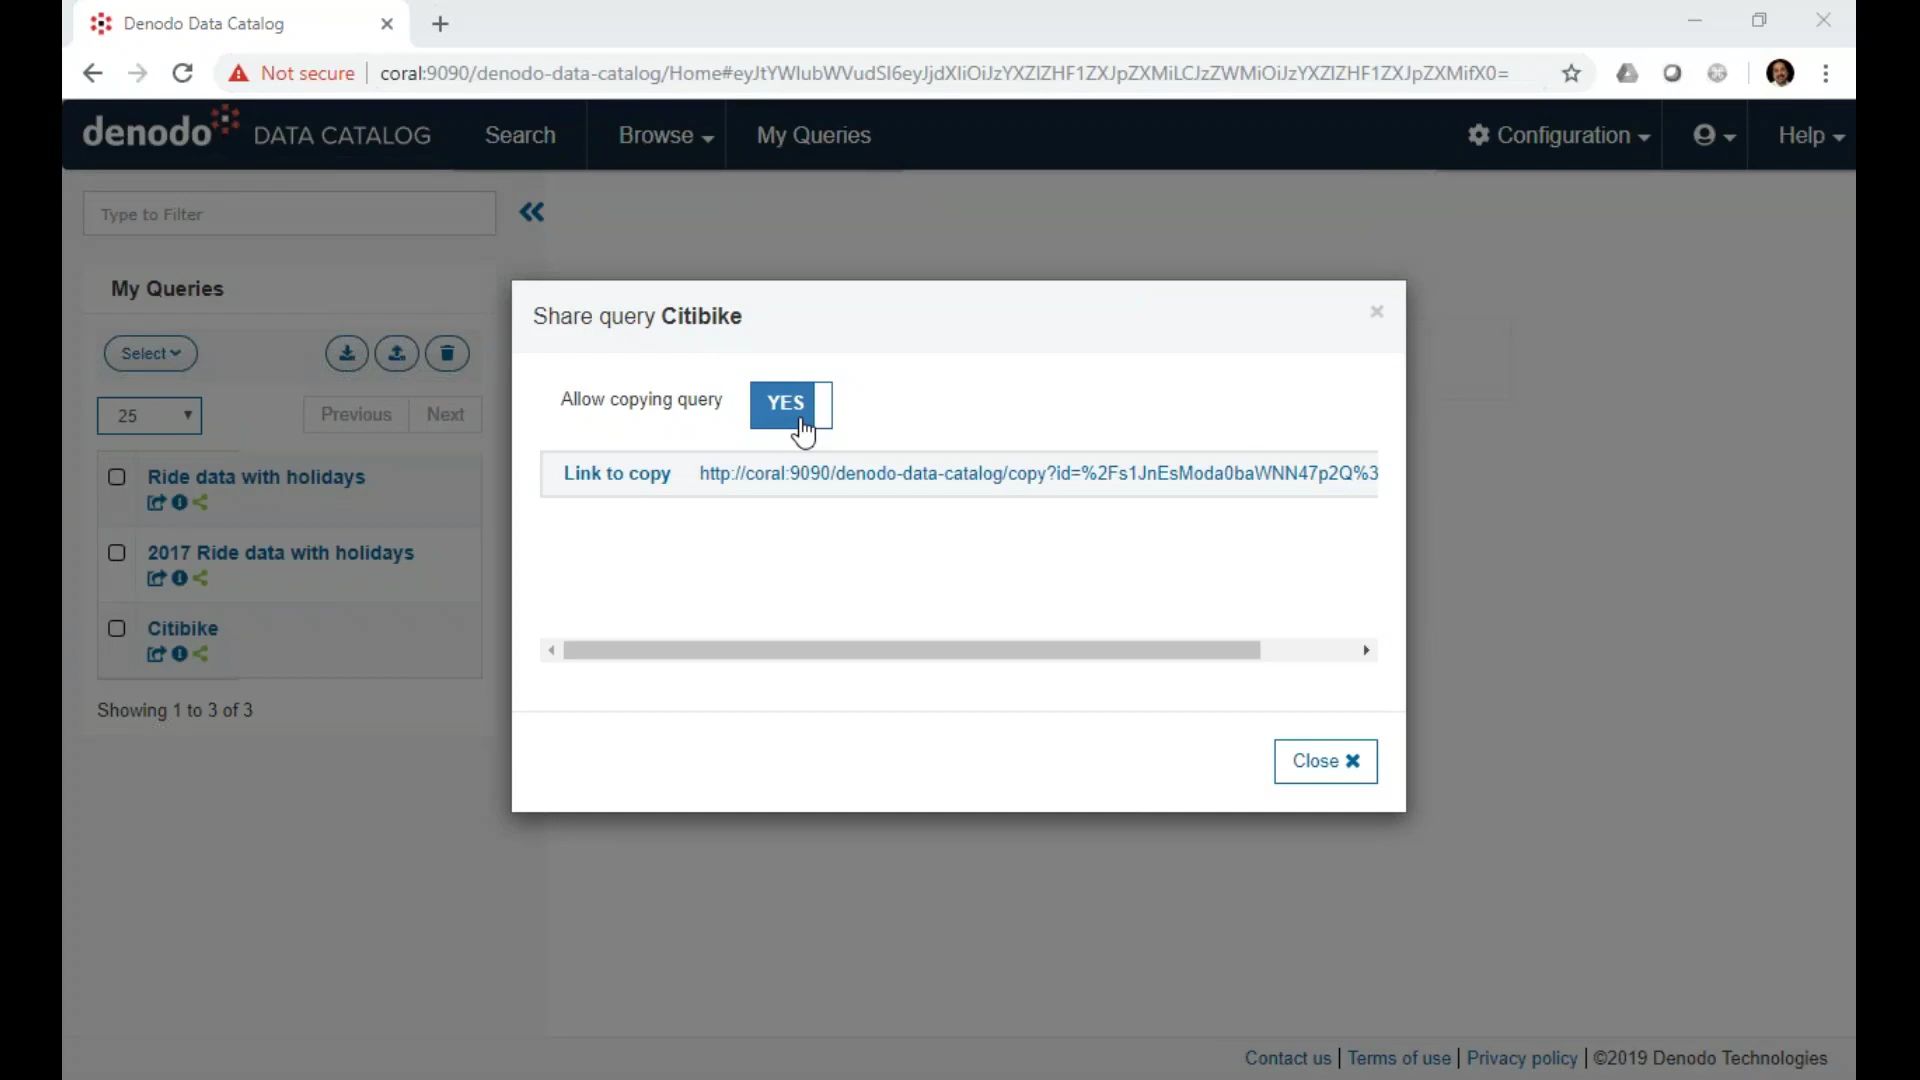 Denodo Data Catalog
Not secure
coral:9090/denodo-data-catalog/Home#eyJtYWlubWVudSI6eyJjdXIiOiJzYXZlZHF1ZXJpZXMiLCJzZWMiOiJzYXZlZHF1ZXJpZXMifX0=
denodo DATA CATALOG
Search
Browse
My Queries
Configuration
Help
Type to Filter
My Queries
Select
25
Previous
Next
Ride data with holidays
2017 Ride data with holidays
Citibike
Showing 1 to 3 of 3
Share query Citibike
Allow copying query
YES
Link to copy
http://coral:9090/denodo-data-catalog/copy?id=%2Fs1JnEsModa0baWNN47p2Q%3
Close
Contact us | Terms of use | Privacy policy | ©2019 Denodo Technologies